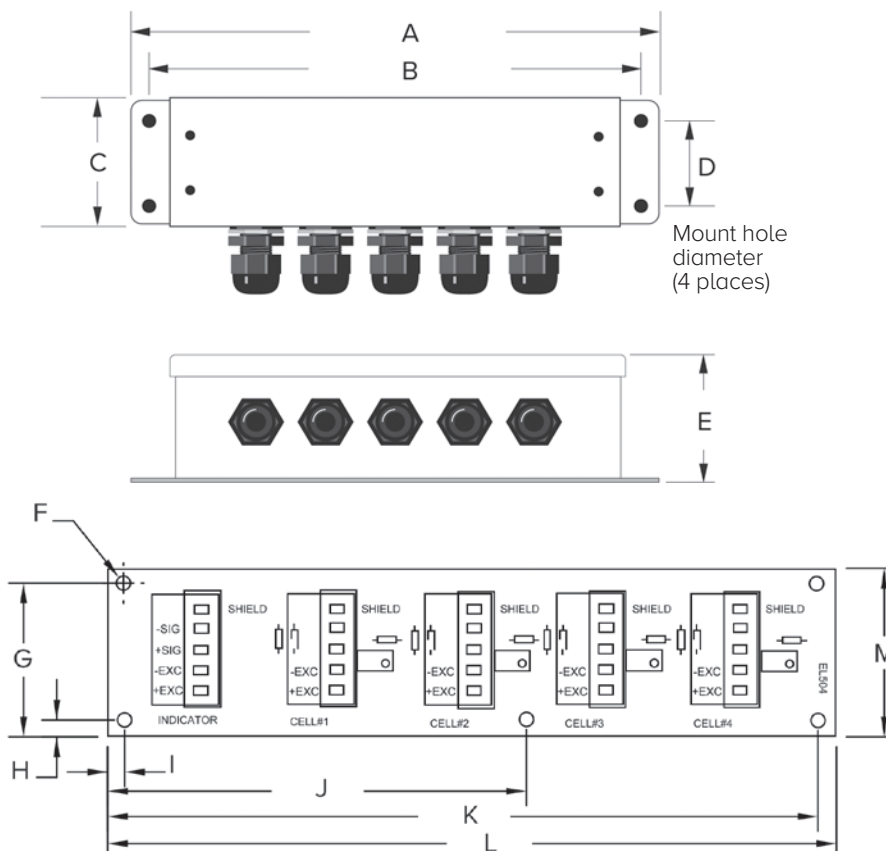 A
B
C
D
Mount hole
diameter
(4 places)
E
F
G
H
I
J
K
L
M
SHIELD
-SIG
+SIG
-EXC
+EXC
INDICATOR
SHIELD
-EXC
+EXC
CELL#1
SHIELD
-EXC
+EXC
CELL#2
SHIELD
-EXC
+EXC
CELL#3
SHIELD
-EXC
+EXC
CELL#4
EL504